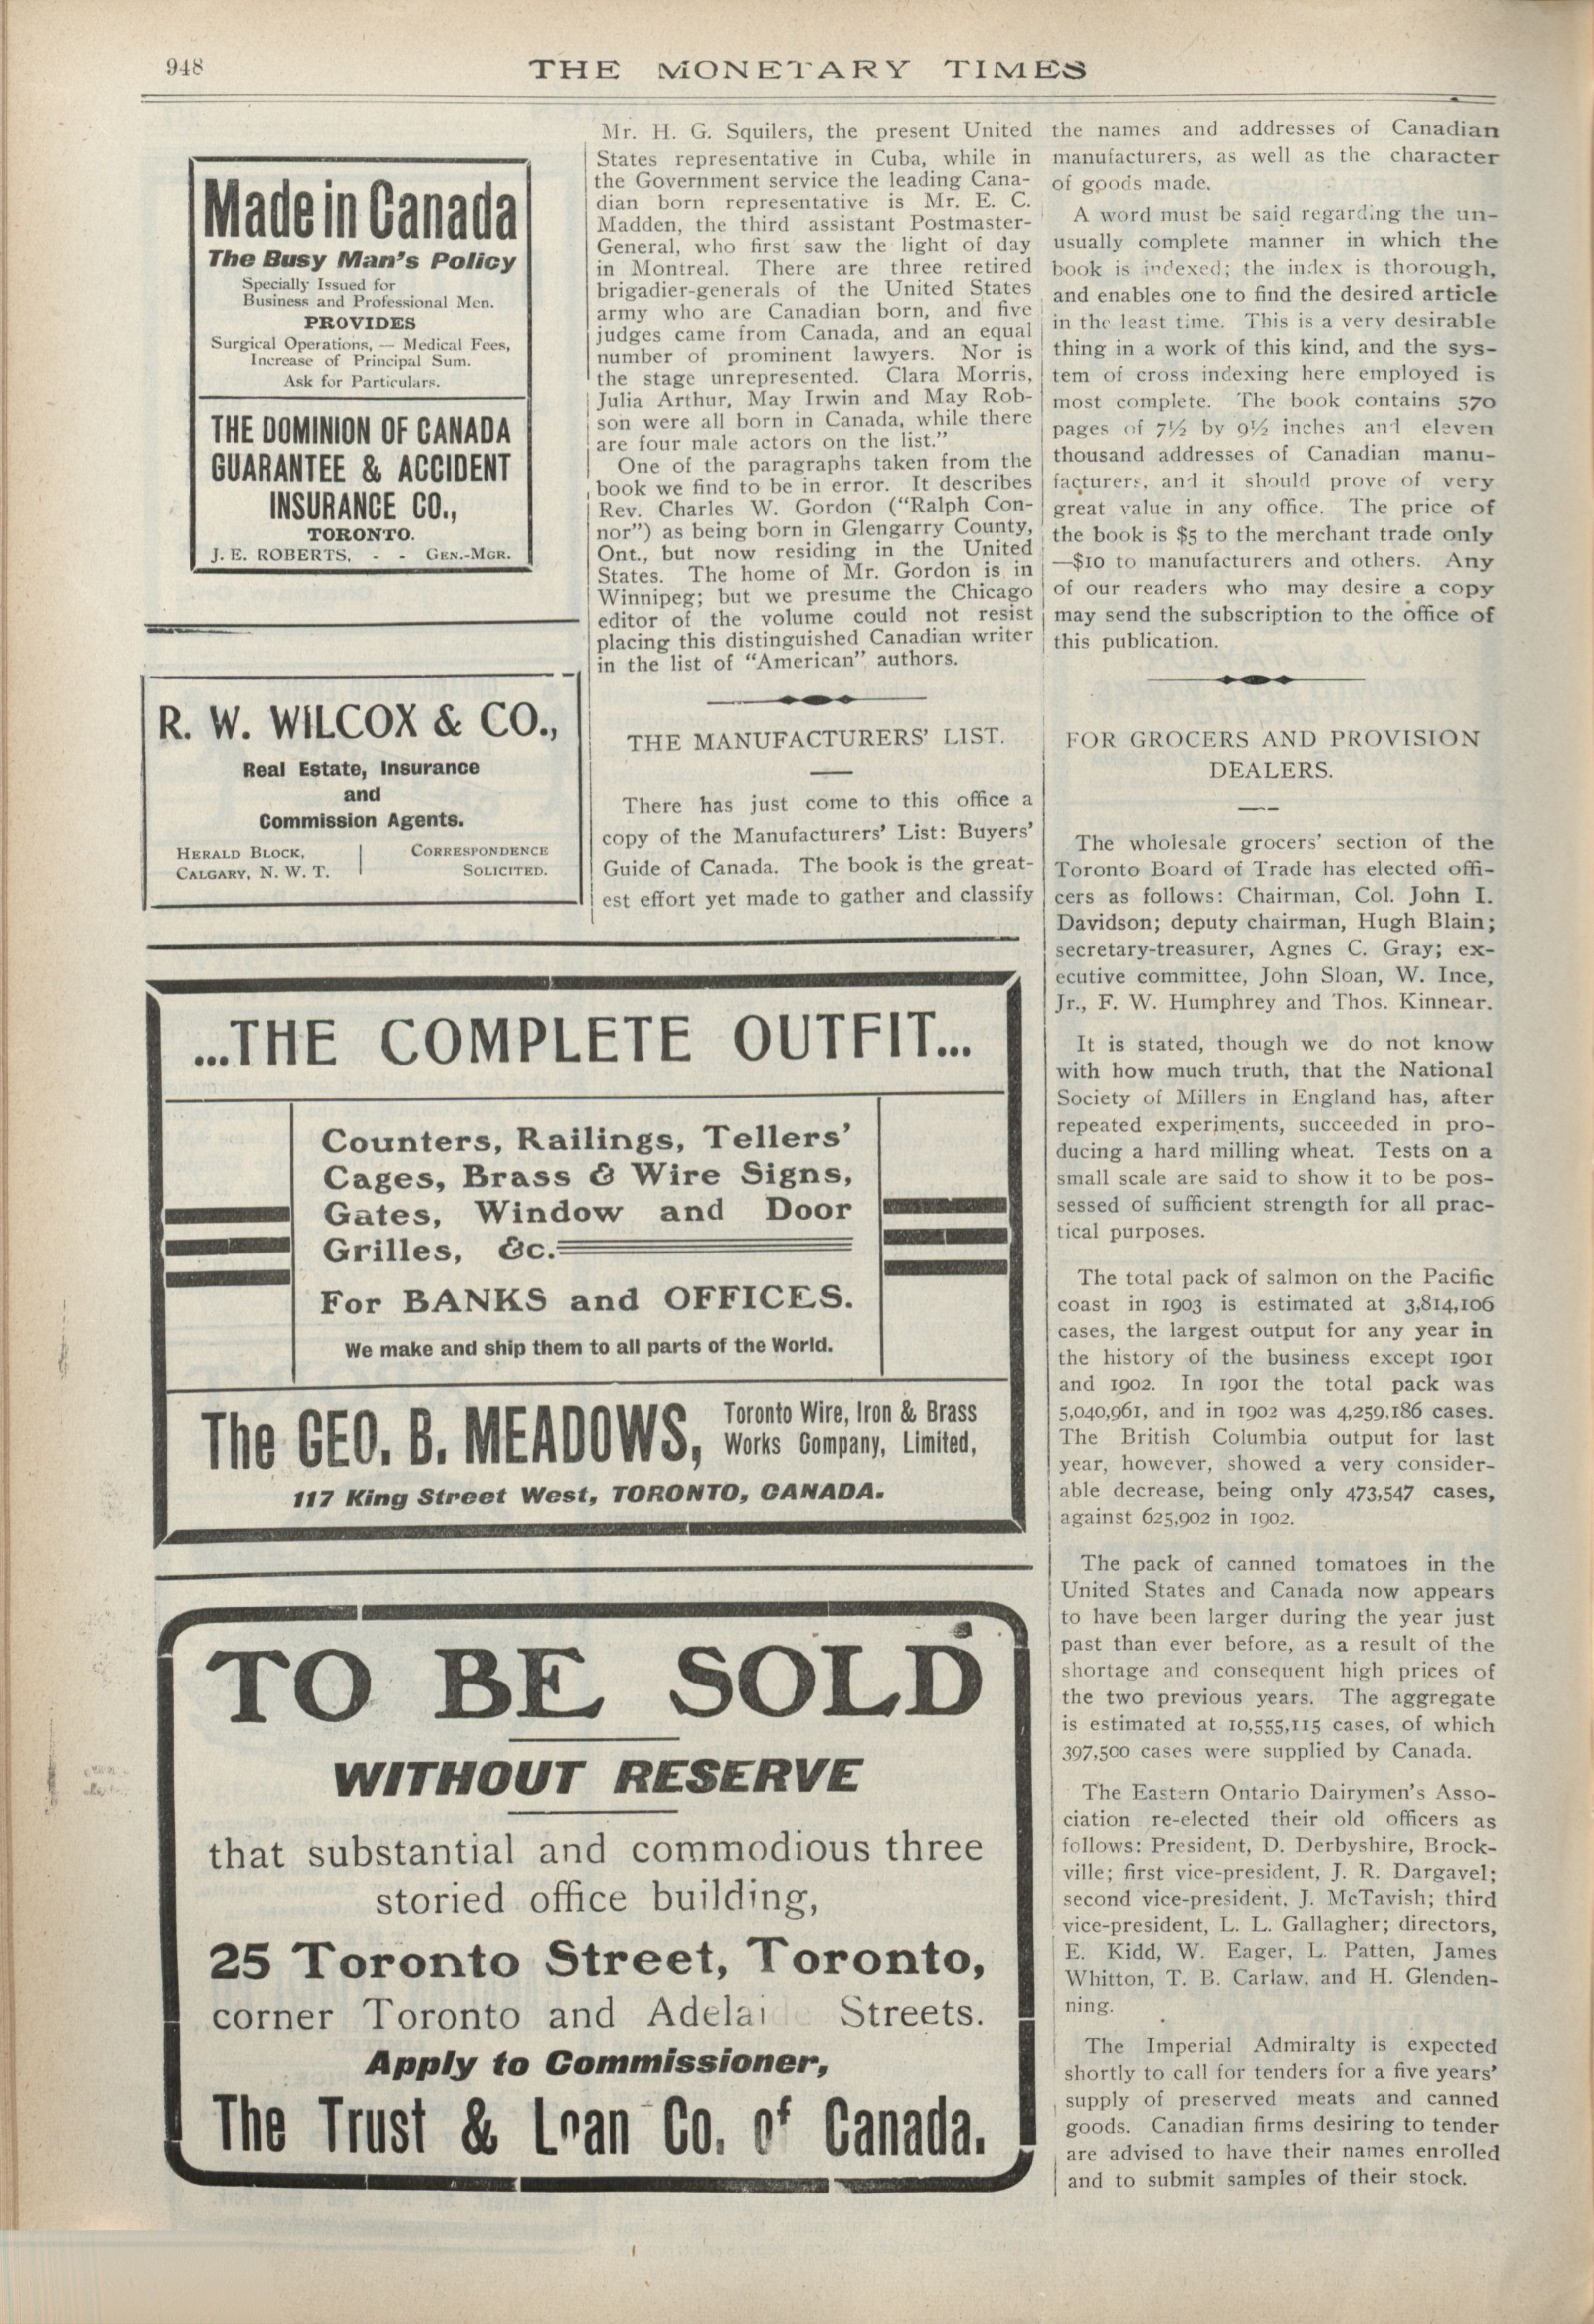 948
THE MONETARY TIMES
Made in Canada
The Busy Man's Policy
Specially Issued for
Business and Professional Men.
PROVIDES
Surgical Operations, — Medical Fees,
Increase of Principal Sum.
Ask for Particulars.
THE DOMINION OF CANADA
GUARANTEE & ACCIDENT
INSURANCE CO.,
TORONTO.
J. E. ROBERTS, - - GEN.-MGR.
R. W. WILCOX & CO.,
Real Estate, Insurance
and
Commission Agents.
HERALD BLOCK,
CALGARY, N. W. T.
CORRESPONDENCE
SOLICITED.
Mr. H. G. Squilers, the present United
States representative in Cuba, while in
the Government service the leading Cana-
dian born representative is Mr. E. C.
Madden, the third assistant Postmaster-
General, who first saw the light of day
in Montreal. There are three retired
brigadier-generals of the United States
army who are Canadian born, and five
judges came from Canada, and an equal
number of prominent lawyers. Nor is
the stage unrepresented. Clara Morris,
Julia Arthur, May Irwin and May Rob-
son were all born in Canada, while there
are four male actors on the list."
One of the paragraphs taken from the
book we find to be in error. It describes
Rev. Charles W. Gordon ("Ralph Con-
nor") as being born in Glengarry County,
Ont., but now residing in the United
States. The home of Mr. Gordon is in
Winnipeg; but we presume the Chicago
editor of the volume could not resist
placing this distinguished Canadian writer
in the list of "American" authors.
THE MANUFACTURERS' LIST.
There has just come to this office a
copy of the Manufacturers' List: Buyers'
Guide of Canada. The book is the great-
est effort yet made to gather and classify
the names and addresses of Canadian
manufacturers, as well as the character
of goods made.
A word must be said regarding the un-
usually complete manner in which the
book is indexed; the index is thorough,
and enables one to find the desired article
in the least time. This is a very desirable
thing in a work of this kind, and the sys-
tem of cross indexing here employed is
most complete. The book contains 570
pages of 7½ by 9½ inches and eleven
thousand addresses of Canadian manu-
facturers, and it should prove of very
great value in any office. The price of
the book is $5 to the merchant trade only
—$10 to manufacturers and others. Any
of our readers who may desire a copy
may send the subscription to the office of
this publication.
FOR GROCERS AND PROVISION
DEALERS.
The wholesale grocers' section of the
Toronto Board of Trade has elected offi-
cers as follows: Chairman, Col. John I.
Davidson; deputy chairman, Hugh Blain;
secretary-treasurer, Agnes C. Gray; ex-
ecutive committee, John Sloan, W. Ince,
Jr., F. W. Humphrey and Thos. Kinnear.
It is stated, though we do not know
with how much truth, that the National
Society of Millers in England has, after
repeated experiments, succeeded in pro-
ducing a hard milling wheat. Tests on a
small scale are said to show it to be pos-
sessed of sufficient strength for all prac-
tical purposes.
The total pack of salmon on the Pacific
coast in 1903 is estimated at 3,814,106
cases, the largest output for any year in
the history of the business except 1901
and 1902. In 1901 the total pack was
5,040,961, and in 1902 was 4,259,186 cases.
The British Columbia output for last
year, however, showed a very consider-
able decrease, being only 473,547 cases,
against 625,902 in 1902.
The pack of canned tomatoes in the
United States and Canada now appears
to have been larger during the year just
past than ever before, as a result of the
shortage and consequent high prices of
the two previous years. The aggregate
is estimated at 10,555,115 cases, of which
397,500 cases were supplied by Canada.
The Eastern Ontario Dairymen's Asso-
ciation re-elected their old officers as
follows: President, D. Derbyshire, Brock-
ville; first vice-president, J. R. Dargavel;
second vice-president, J. McTavish; third
vice-president, L. L. Gallagher; directors,
E. Kidd, W. Eager, L. Patten, James
Whitton, T. B. Carlaw, and H. Glenden-
ning.
The Imperial Admiralty is expected
shortly to call for tenders for a five years'
supply of preserved meats and canned
goods. Canadian firms desiring to tender
are advised to have their names enrolled
and to submit samples of their stock.
...THE COMPLETE OUTFIT...
Counters, Railings, Tellers'
Cages, Brass & Wire Signs,
Gates, Window and Door
Grilles, &c.
For BANKS and OFFICES.
We make and ship them to all parts of the World.
The GEO. B. MEADOWS,
Toronto Wire, Iron & Brass
Works Company, Limited,
117 King Street West, TORONTO, CANADA.
TO BE SOLD
WITHOUT RESERVE
that substantial and commodious three
storied office building,
25 Toronto Street, Toronto,
corner Toronto and Adelaide Streets.
Apply to Commissioner,
The Trust & Loan Co. of Canada.